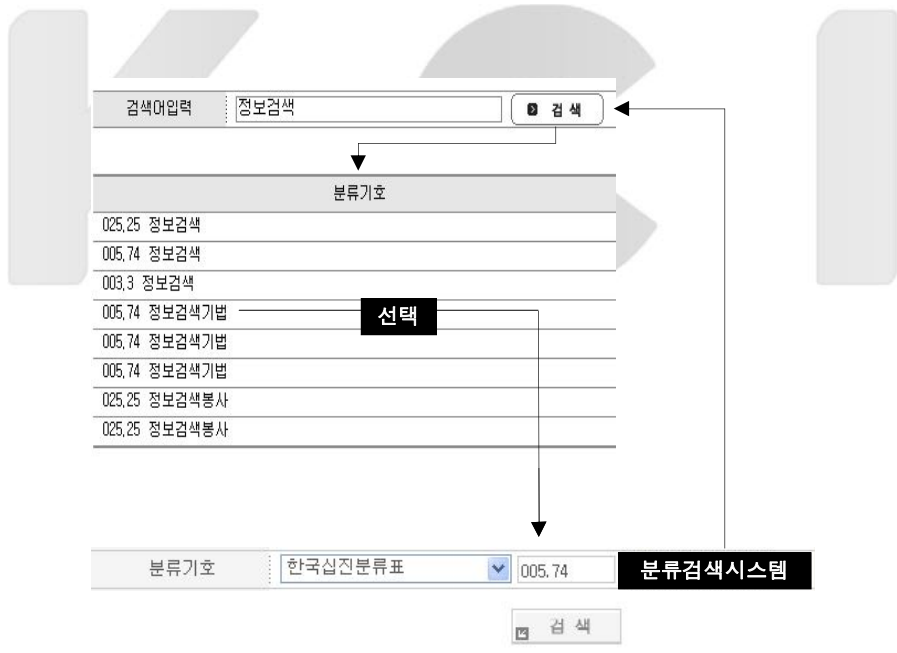 검색어입력 정보검색 검 색
분류기호
025,25 정보검색
005,74 정보검색
003,3 정보검색
005,74 정보검색기법
선택
005,74 정보검색기법
005,74 정보검색기법
025,25 정보검색봉사
025,25 정보검색봉사
분류기호 한국십진분류표 005.74 분류검색시스템
검 색